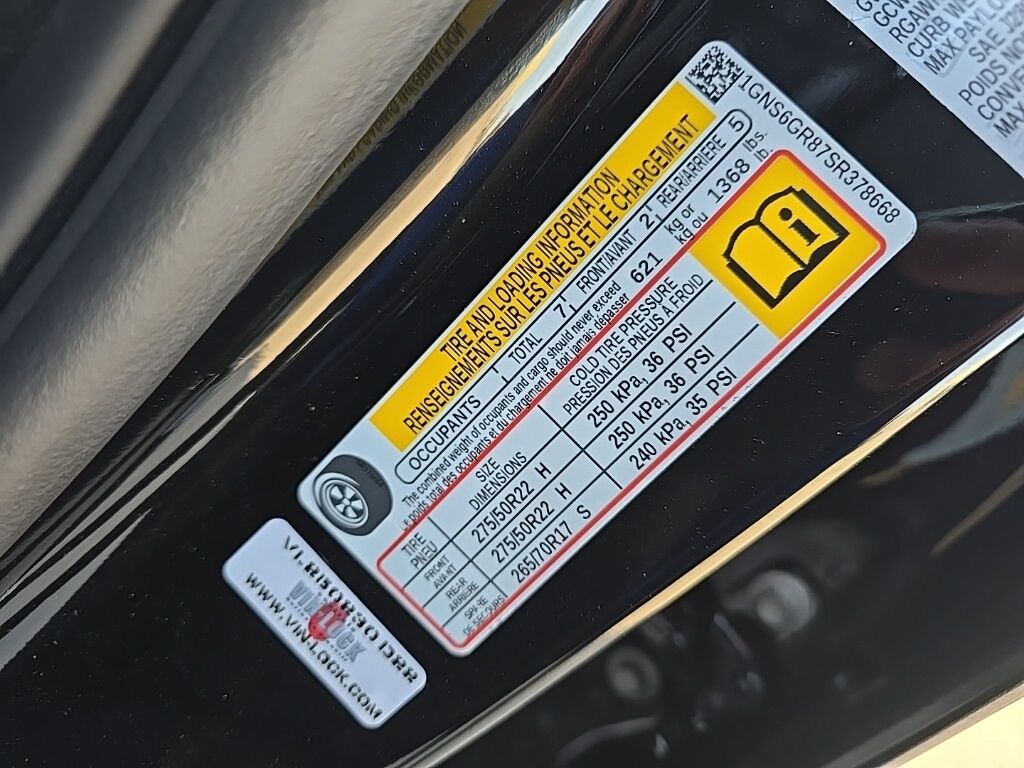 1GNS6GR87SR378668
TIRE AND LOADING INFORMATION
RENSEIGNEMENTS SUR LES PNEUS ET LE CHARGEMENT
OCCUPANTS TOTAL 7 FRONT/AVANT 2 REAR/ARRIERE 5
The combined weight of occupants and cargo should never exceed 621 kg or 1368 lbs.
Le poids total des occupants et du chargement ne doit jamais dépasser kg ou lb.
TIRE SIZE COLD TIRE PRESSURE
PNEU DIMENSIONS PRESSION DES PNEUS A FROID
FRONT
AVANT 275/50R22 H 250 kPa, 36 PSI
REAR
ARRIERE 275/50R22 H 250 kPa, 36 PSI
SPARE
DE SECOURS 265/70R17 S 240 kPa, 35 PSI
i
VINLOCK
WWW.VINLOCK.COM
GCW
RGAW
CURB WE
MAX. PAYLO
SAE J28
POIDS NO
CONVE
MAX